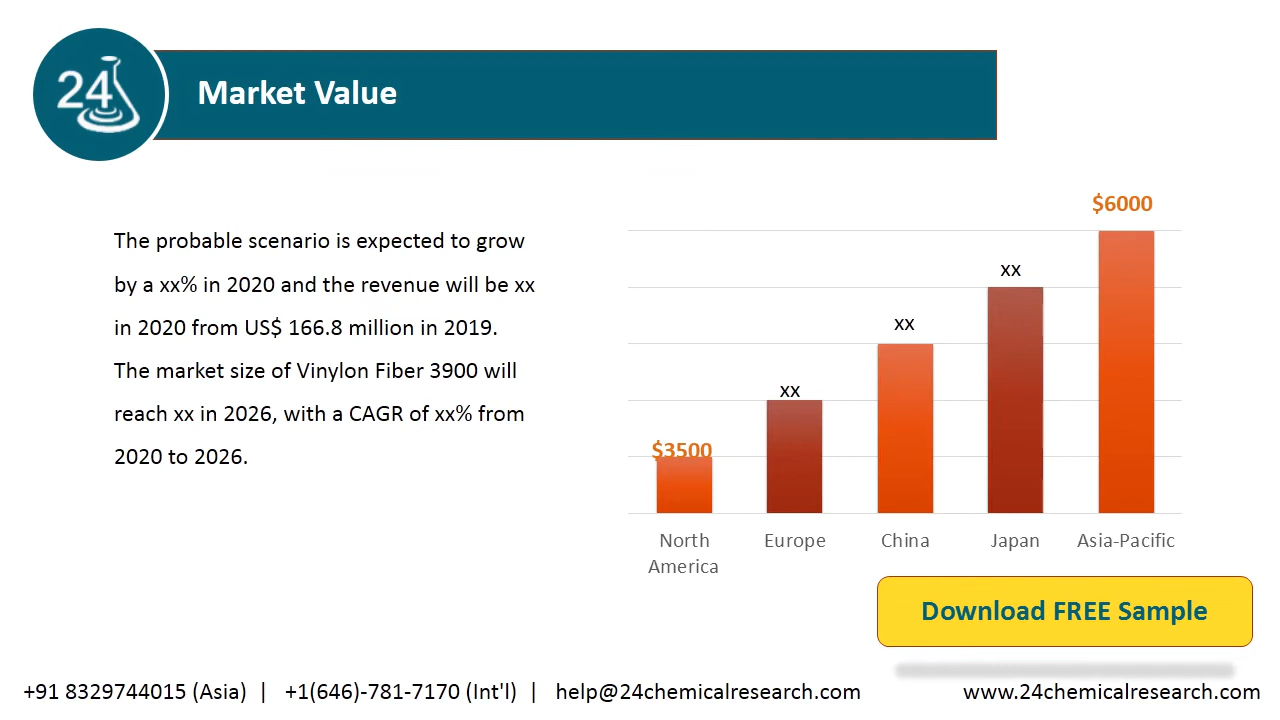 24
Market Value
The probable scenario is expected to grow
by a xx% in 2020 and the revenue will be xx
in 2020 from US$ 166.8 million in 2019.
The market size of Vinylon Fiber 3900 will
reach xx in 2026, with a CAGR of xx% from
2020 to 2026.
$6000
xx
xx
xx
$3500
North
America
Europe
China
Japan
Asia-Pacific
Download FREE Sample
+91 8329744015 (Asia) | +1(646)-781-7170 (Int'l) | help@24chemicalresearch.com
www.24chemicalresearch.com